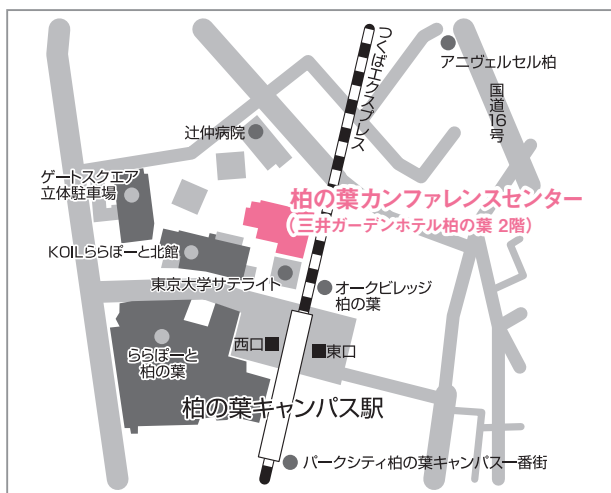 つくばエクスプレス
アニヴェルセル柏
国道16号
辻仲病院
ゲートスクエア
立体駐車場
柏の葉カンファレンスセンター
(三井ガーデンホテル柏の葉 2階)
KOILららぽーと北館
東京大学サテライト
オークビレッジ
柏の葉
西口
東口
ららぽーと
柏の葉
柏の葉キャンパス駅
パークシティ柏の葉キャンパス一番街